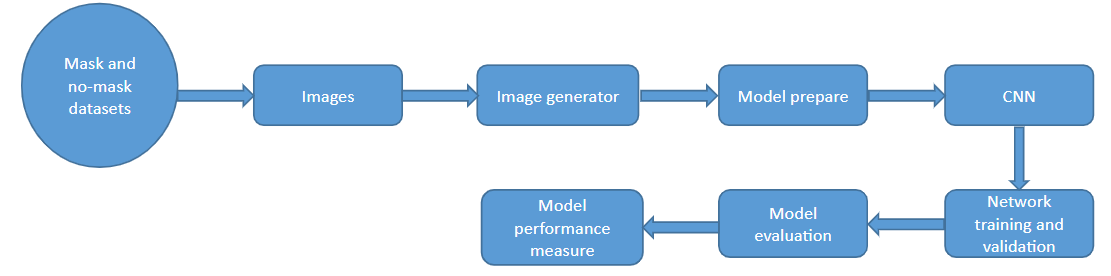 Mask and
no-mask
datasets
Images
Image generator
Model prepare
CNN
Network
training and
validation
Model
evaluation
Model
performance
measure